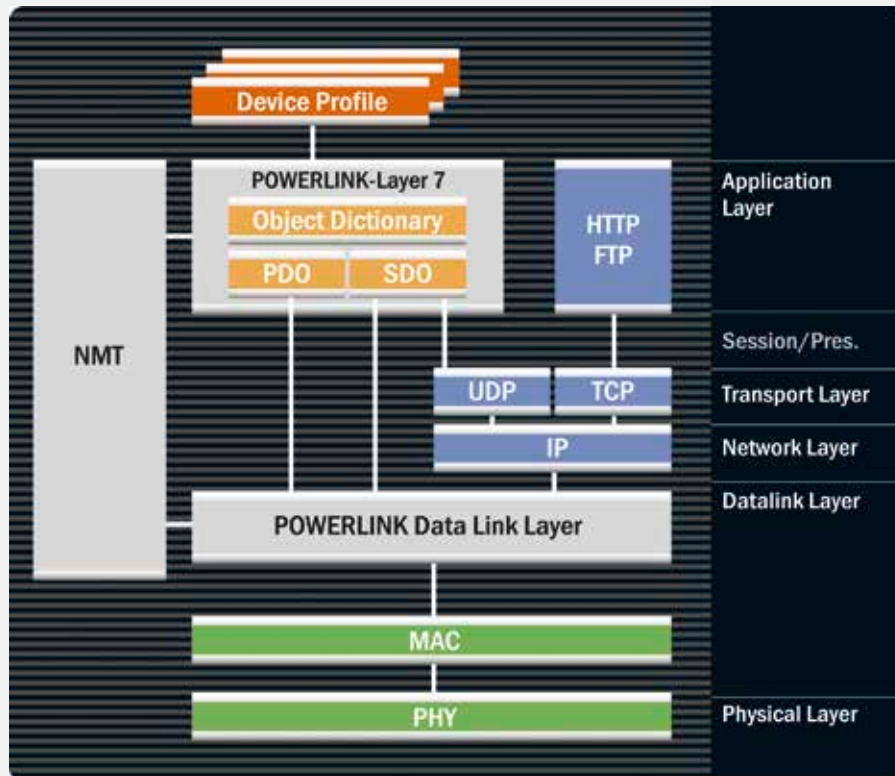 Device Profile
POWERLINK-Layer 7
Object Dictionary
PDO
SDO
HTTP
FTP
Application
Layer
NMT
Session/Pres.
UDP
TCP
Transport Layer
IP
Network Layer
Datalink Layer
POWERLINK Data Link Layer
MAC
PHY
Physical Layer